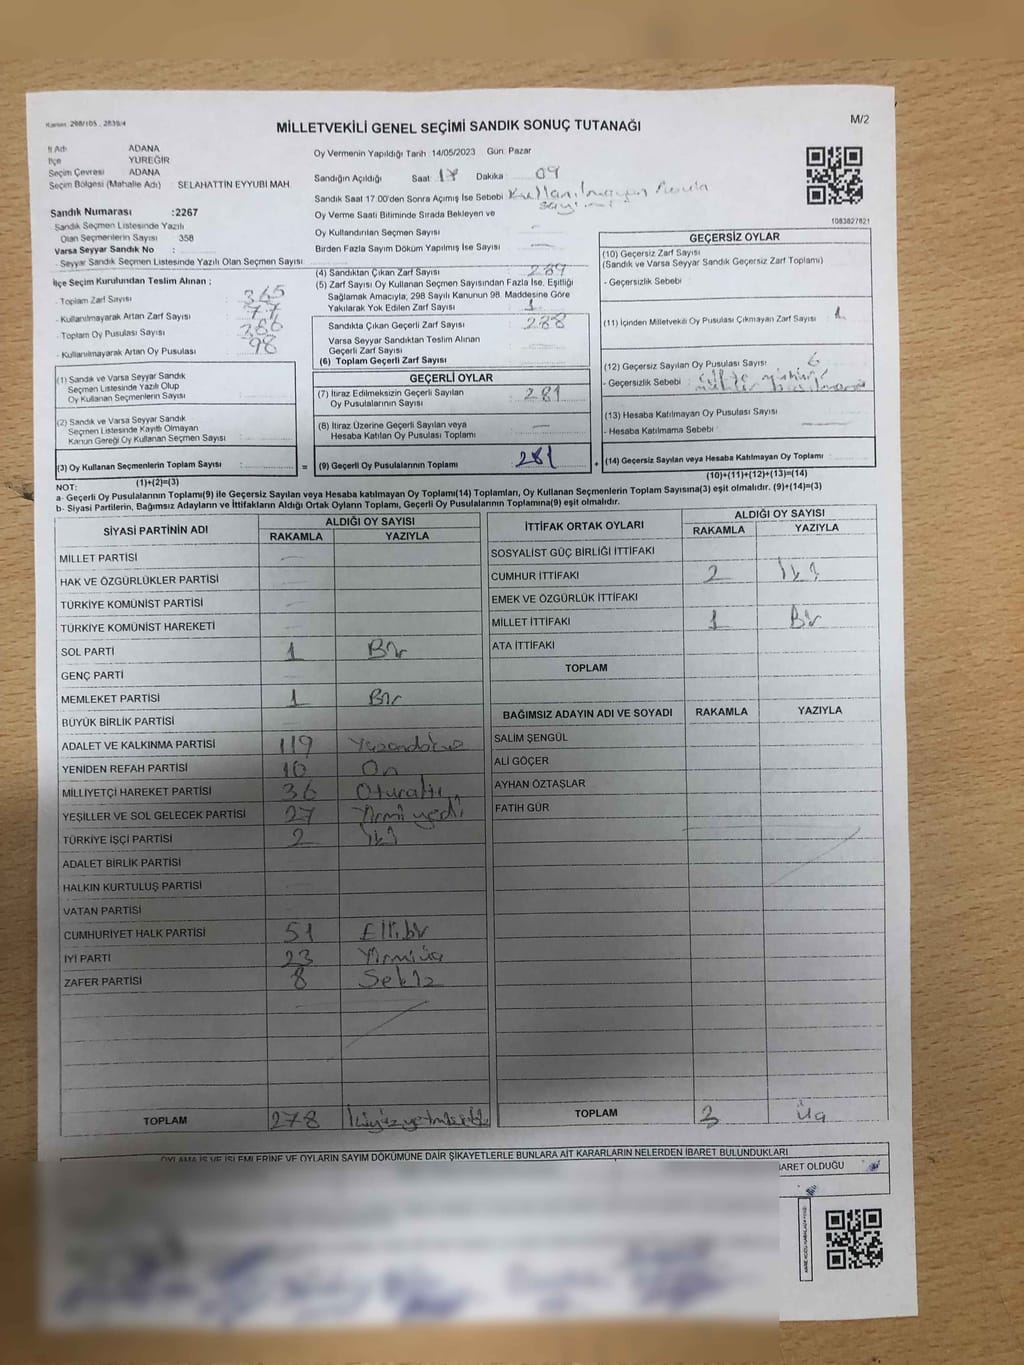 Kanun: 298/105 , 2839/4
MİLLETVEKİLİ GENEL SEÇİMİ SANDIK SONUÇ TUTANAĞI
M/2
İl Adı ADANA
İlçe YÜREĞİR
Seçim Çevresi ADANA
Seçim Bölgesi (Mahalle Adı) : SELAHATTİN EYYUBİ MAH.
Sandık Numarası :2267
Sandık Seçmen Listesinde Yazılı
Olan Seçmenlerin Sayısı 358
Varsa Seyyar Sandık No :
- Seyyar Sandık Seçmen Listesinde Yazılı Olan Seçmen Sayısı
Oy Vermenin Yapıldığı Tarih :14/05/2023 Gün: Pazar
Sandığın Açıldığı Saat : 17 Dakika : 09
Sandık Saat 17.00'den Sonra Açımış İse Sebebi Kullanılmayan Pusula
sayımı
Oy Verme Saati Bitiminde Sırada Bekleyen ve
Oy Kullandırılan Seçmen Sayısı :
Birden Fazla Sayım Döküm Yapılmış İse Sayısı :
1083827821
İlçe Seçim Kurulundan Teslim Alınan ;
- Toplam Zarf Sayısı : 365
- Kullanılmayarak Artan Zarf Sayısı : 77
- Toplam Oy Pusulası Sayısı : 386
- Kullanılmayarak Artan Oy Pusulası : 98
(1) Sandık ve Varsa Seyyar Sandık
Seçmen Listesinde Yazılı Olup
Oy Kullanan Seçmenlerin Sayısı :
(2) Sandık ve Varsa Seyyar Sandık
Seçmen Listesinde Kayıtlı Olmayan
Kanun Gereği Oy Kullanan Seçmen Sayısı :
(3) Oy Kullanan Seçmenlerin Toplam Sayısı :
(1)+(2)=(3)
(4) Sandıktan Çıkan Zarf Sayısı : 289
(5) Zarf Sayısı Oy Kullanan Seçmen Sayısından Fazla İse, Eşitliği
Sağlamak Amacıyla, 298 Sayılı Kanunun 98. Maddesine Göre
Yakılarak Yok Edilen Zarf Sayısı : 1
Sandıkta Çıkan Geçerli Zarf Sayısı : 288
Varsa Seyyar Sandıktan Teslim Alınan
Geçerli Zarf Sayısı
(6) Toplam Geçerli Zarf Sayısı :
GEÇERLİ OYLAR
(7) İtiraz Edilmeksizin Geçerli Sayılan
Oy Pusulalarının Sayısı : 281
(8) İtiraz Üzerine Geçerli Sayılan veya
Hesaba Katılan Oy Pusulası Toplamı :
= (9) Geçerli Oy Pusulalarının Toplamı : 281 +
GEÇERSİZ OYLAR
(10) Geçersiz Zarf Sayısı :
(Sandık ve Varsa Seyyar Sandık Geçersiz Zarf Toplamı)
- Geçersizlik Sebebi :
(11) İçinden Milletvekili Oy Pusulası Çıkmayan Zarf Sayısı : 1
(12) Geçersiz Sayılan Oy Pusulası Sayısı : 6
- Geçersizlik Sebebi :
(13) Hesaba Katılmayan Oy Pusulası Sayısı :
- Hesaba Katılmama Sebebi :
(14) Geçersiz Sayılan veya Hesaba Katılmayan Oy Toplamı :
(10)+(11)+(12)+(13)=(14)
NOT:
a- Geçerli Oy Pusulalarının Toplamı(9) ile Geçersiz Sayılan veya Hesaba katılmayan Oy Toplamı(14) Toplamları, Oy Kullanan Seçmenlerin Toplam Sayısına(3) eşit olmalıdır. (9)+(14)=(3)
b- Siyasi Partilerin, Bağımsız Adayların ve İttifakların Aldığı Ortak Oyların Toplamı, Geçerli Oy Pusulalarının Toplamına(9) eşit olmalıdır.
SİYASİ PARTİNİN ADI ALDIĞI OY SAYISI
RAKAMLA YAZIYLA
MİLLET PARTİSİ
HAK VE ÖZGÜRLÜKLER PARTİSİ
TÜRKİYE KOMÜNİST PARTİSİ
TÜRKİYE KOMÜNİST HAREKETİ
SOL PARTİ 1 Bir
GENÇ PARTİ
MEMLEKET PARTİSİ 1 Bir
BÜYÜK BİRLİK PARTİSİ
ADALET VE KALKINMA PARTİSİ 119
YENİDEN REFAH PARTİSİ 10 On
MİLLİYETÇİ HAREKET PARTİSİ 36 Oturaltı
YEŞİLLER VE SOL GELECEK PARTİSİ 27 Yirmi yedi
TÜRKİYE İŞÇİ PARTİSİ 2 İki
ADALET BİRLİK PARTİSİ
HALKIN KURTULUŞ PARTİSİ
VATAN PARTİSİ
CUMHURİYET HALK PARTİSİ 51 Elli bir
İYİ PARTİ 23 Yirmi üç
ZAFER PARTİSİ 8 Sekiz
TOPLAM 278
İTTİFAK ORTAK OYLARI ALDIĞI OY SAYISI
RAKAMLA YAZIYLA
SOSYALİST GÜÇ BİRLİĞİ İTTİFAKI
CUMHUR İTTİFAKI 2 İki
EMEK VE ÖZGÜRLÜK İTTİFAKI
MİLLET İTTİFAKI 1 Bir
ATA İTTİFAKI
TOPLAM
BAĞIMSIZ ADAYIN ADI VE SOYADI RAKAMLA YAZIYLA
SALİM ŞENGÜL
ALİ GÖÇER
AYHAN ÖZTAŞLAR
FATİH GÜR
TOPLAM 3 üç
OYLAMA İŞ VE İŞLEMLERİNE VE OYLARIN SAYIM DÖKÜMÜNE DAİR ŞİKAYETLERLE BUNLARA AİT KARARLARIN NELERDEN İBARET BULUNDUKLARI
BARET OLDUĞU